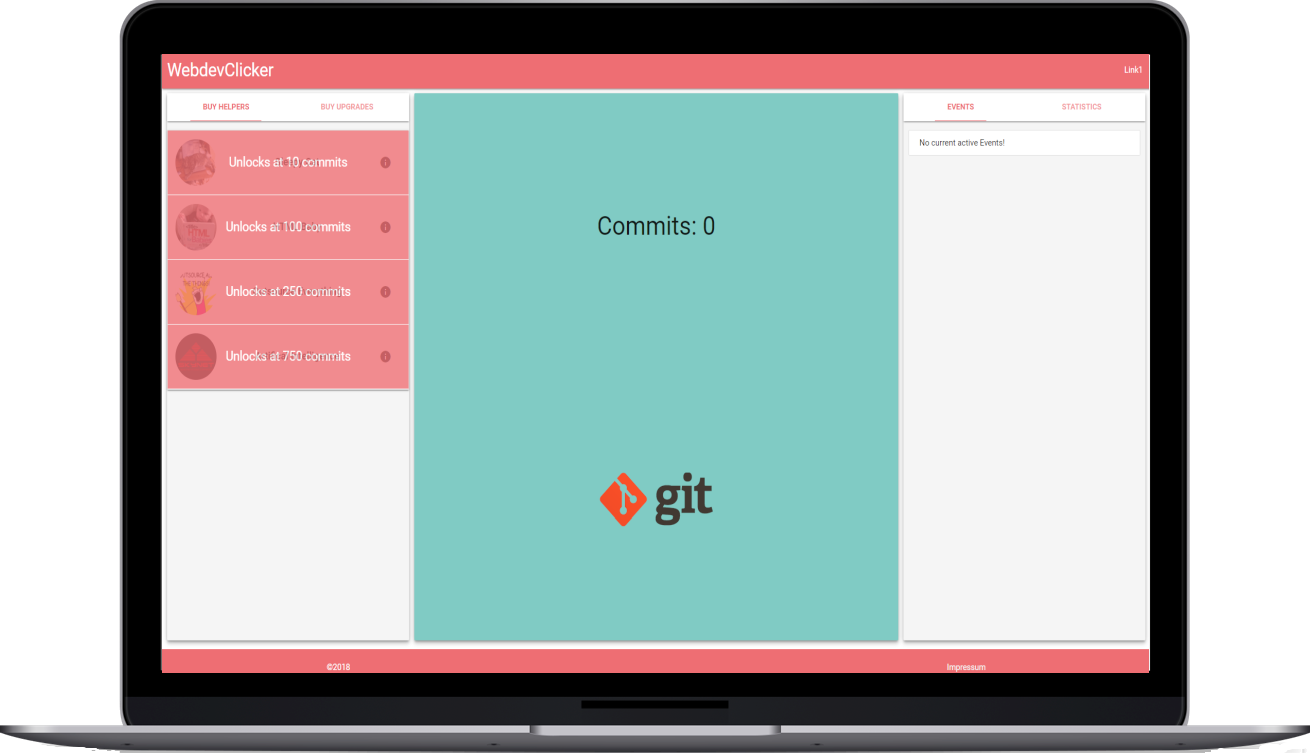 WebdevClicker
Link1
BUY HELPERS
BUY UPGRADES
Unlocks at 10 commits
Unlocks at 100 commits
HTML
Unlocks at 250 commits
Unlocks at 750 commits
Commits: 0
git
EVENTS
STATISTICS
No current active Events!
©2018
Impressum